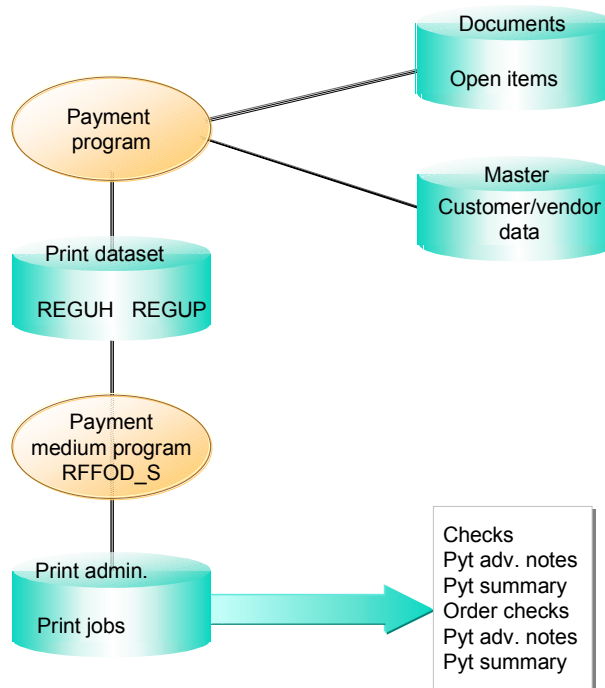 Documents
Open items
Payment
program
Master
Customer/vendor
data
Print dataset
REGUH REGUP
Payment
medium program
RFFOD_S
Print admin.
Print jobs
Checks
Pyt adv. notes
Pyt summary
Order checks
Pyt adv. notes
Pyt summary